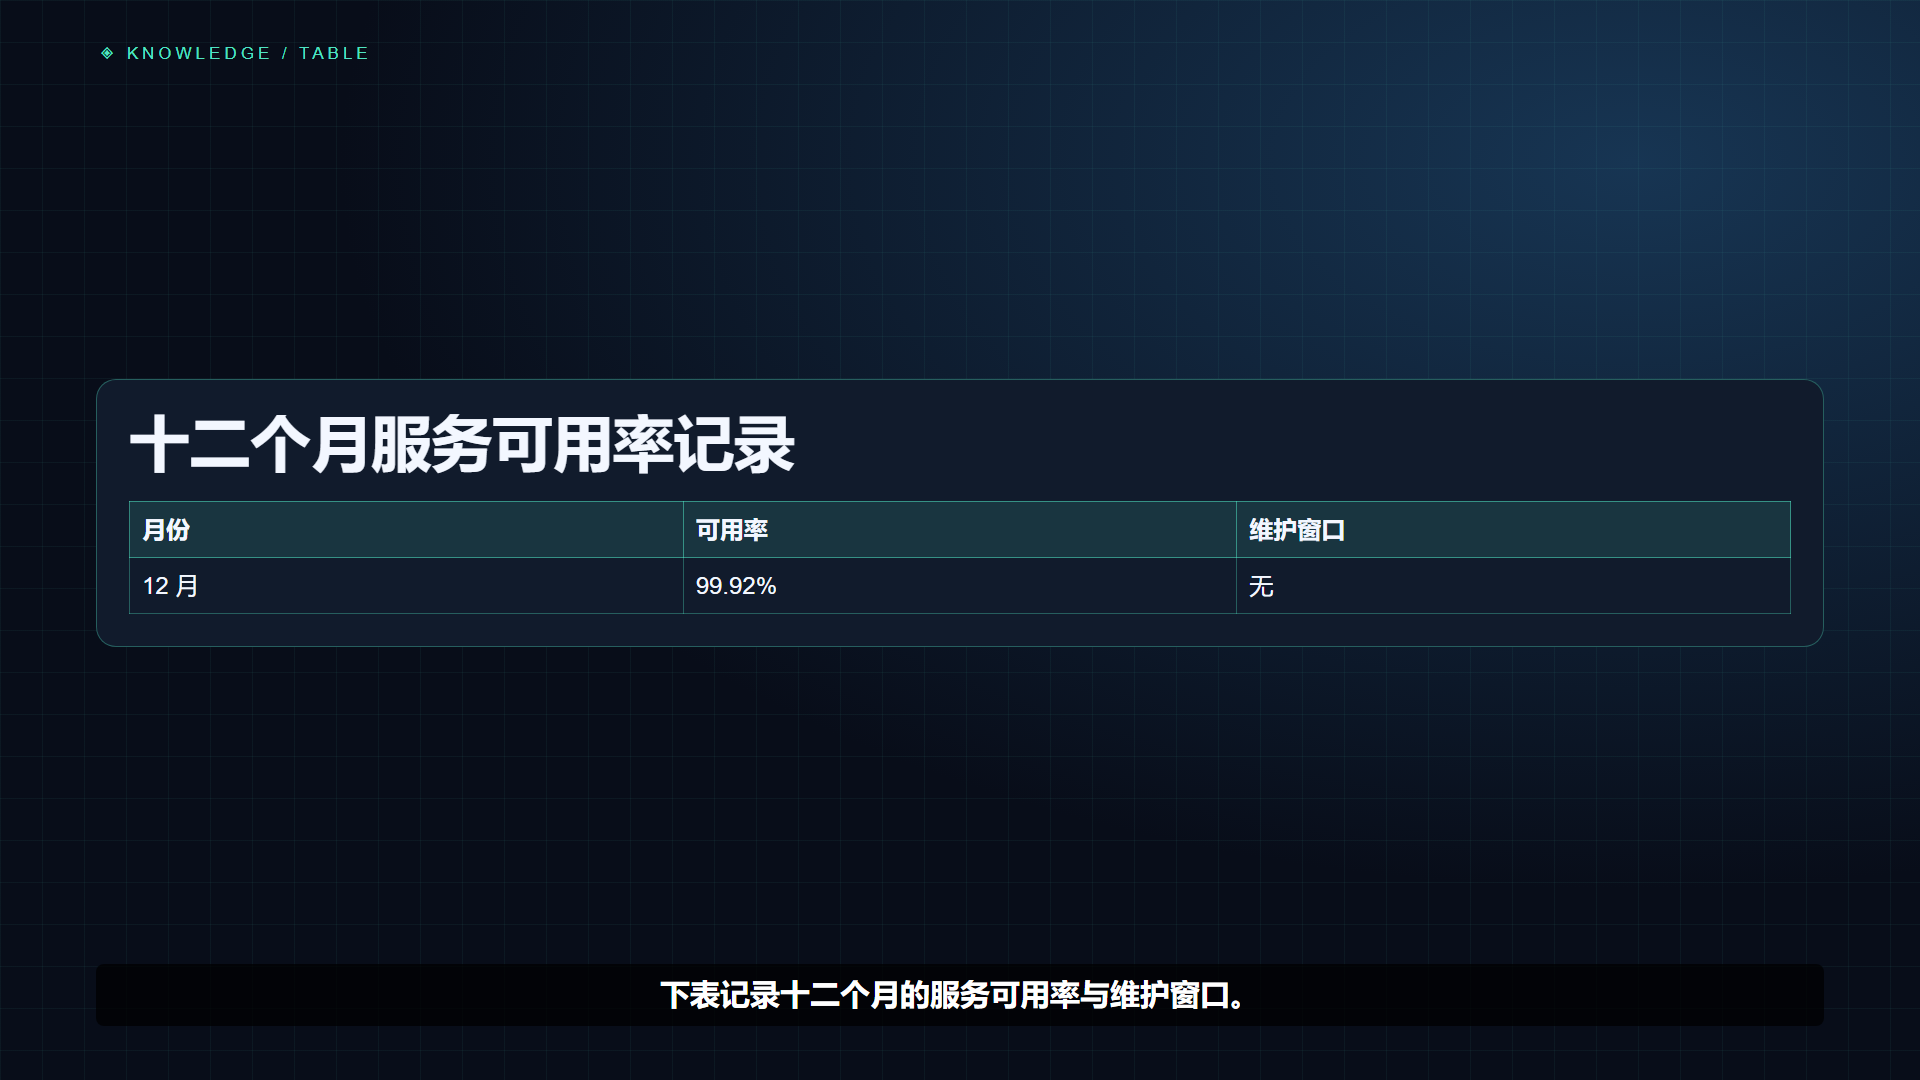 ◈ KNOWLEDGE / TABLE
十二个月服务可用率记录
月份 可用率 维护窗口
12 月 99.92% 无
下表记录十二个月的服务可用率与维护窗口。